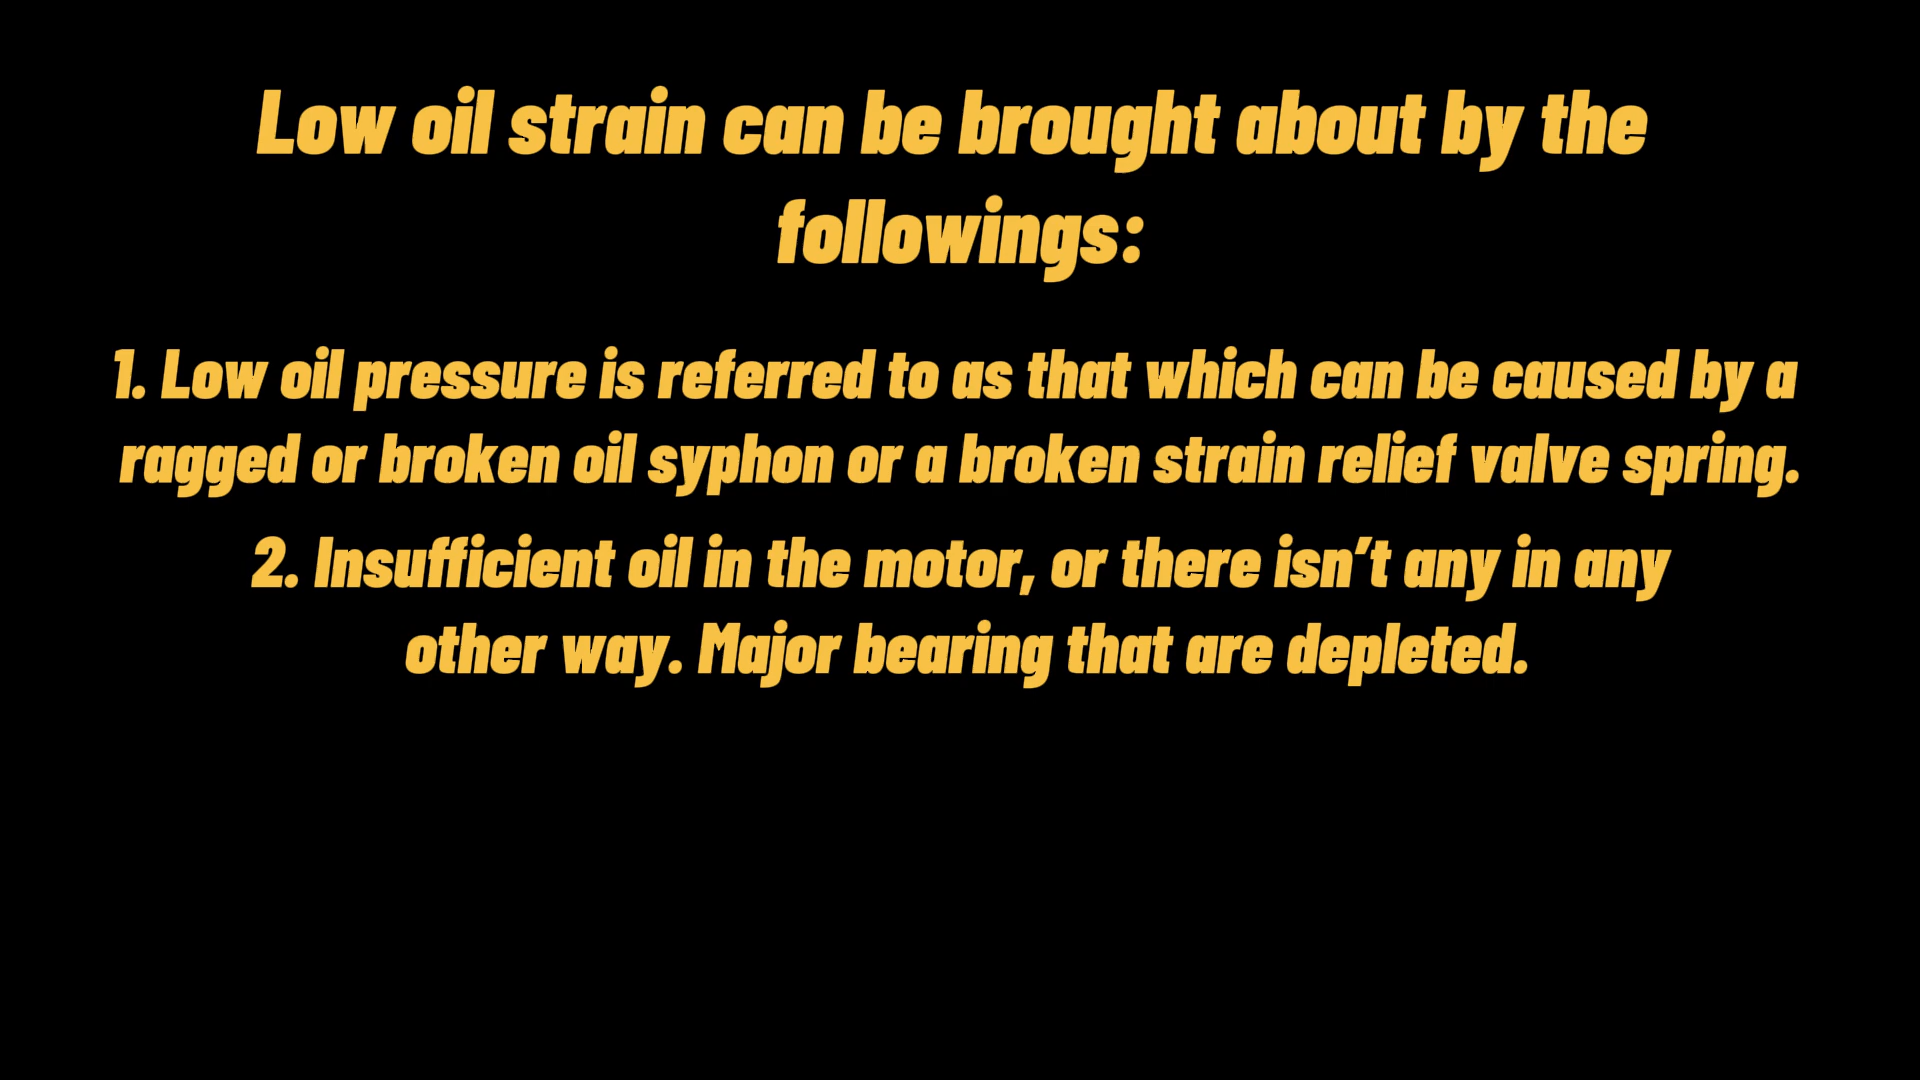 Low oil strain can be brought about by the
followings:
1. Low oil pressure is referred to as that which can be caused by a
ragged or broken oil syphon or a broken strain relief valve spring.
2. Insufficient oil in the motor, or there isn’t any in any
other way. Major bearing that are depleted.